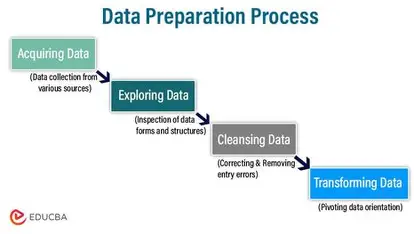 Data Preparation Process
Acquiring Data
(Data collection from
various sources)
Exploring Data
(Inspection of data
forms and structures)
Cleansing Data
(Correcting & Removing
entry errors)
Transforming Data
(Pivoting data orientation)
EDUCBA